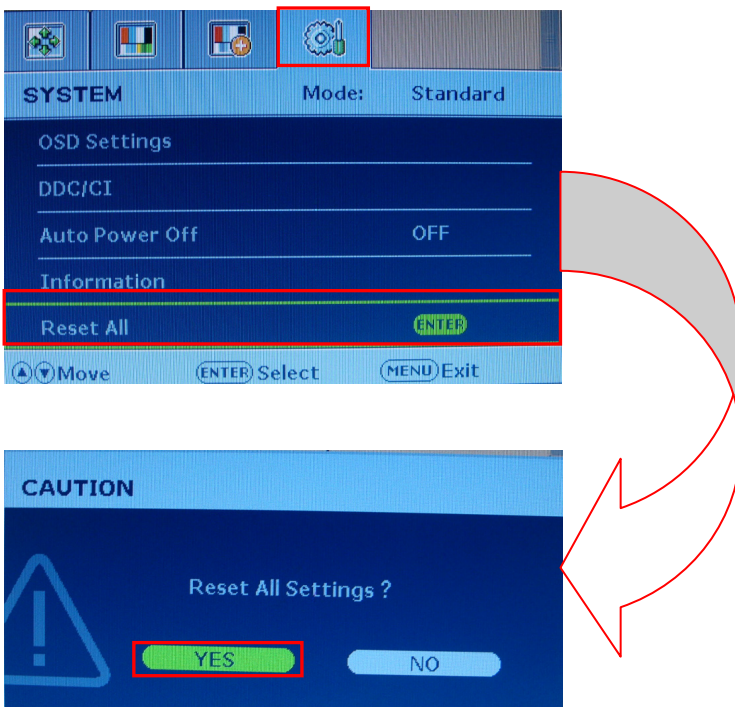 SYSTEM Mode: Standard
OSD Settings
DDC/CI
Auto Power Off OFF
Information
Reset All ENTER
Move ENTER Select MENU Exit
CAUTION
Reset All Settings ?
YES NO